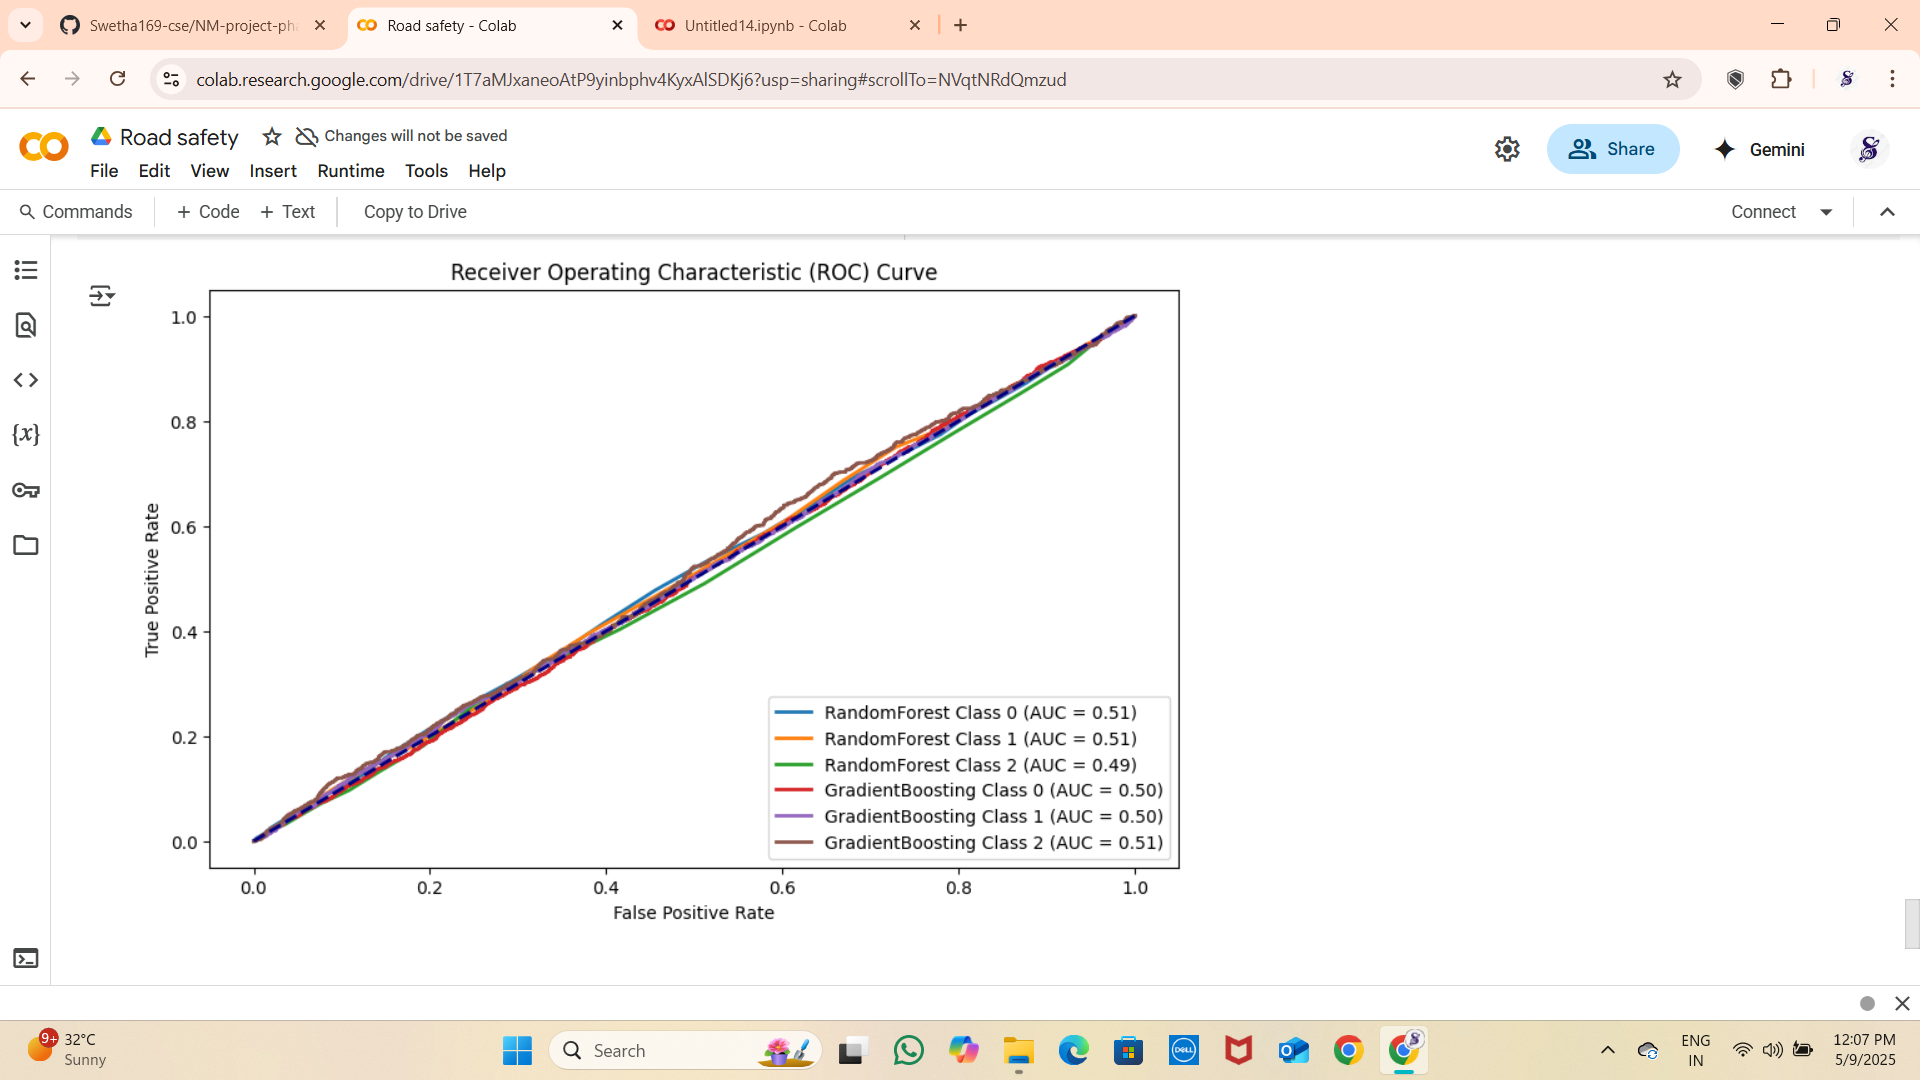 Swetha169-cse/NM-project-ph
Road safety - Colab
Untitled14.ipynb - Colab
colab.research.google.com/drive/1T7aMJxaneoAtP9yinbphv4KyxAlSDKj6?usp=sharing#scrollTo=NVqtNRdQmzud
Road safety
Changes will not be saved
File Edit View Insert Runtime Tools Help
Share
Gemini
Commands
+ Code
+ Text
Copy to Drive
Connect
{x}
Receiver Operating Characteristic (ROC) Curve
1.0
0.8
0.6
0.4
0.2
0.0
True Positive Rate
RandomForest Class 0 (AUC = 0.51)
RandomForest Class 1 (AUC = 0.51)
RandomForest Class 2 (AUC = 0.49)
GradientBoosting Class 0 (AUC = 0.50)
GradientBoosting Class 1 (AUC = 0.50)
GradientBoosting Class 2 (AUC = 0.51)
0.0 0.2 0.4 0.6 0.8 1.0
False Positive Rate
9+
32°C
Sunny
Search
DELL
ENG
IN
12:07 PM
5/9/2025